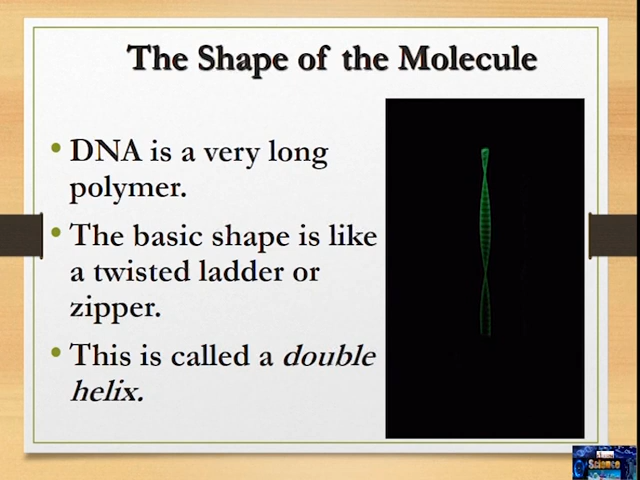 The Shape of the Molecule
• DNA is a very long
polymer.
• The basic shape is like
a twisted ladder or
zipper.
• This is called a double
helix.
Science